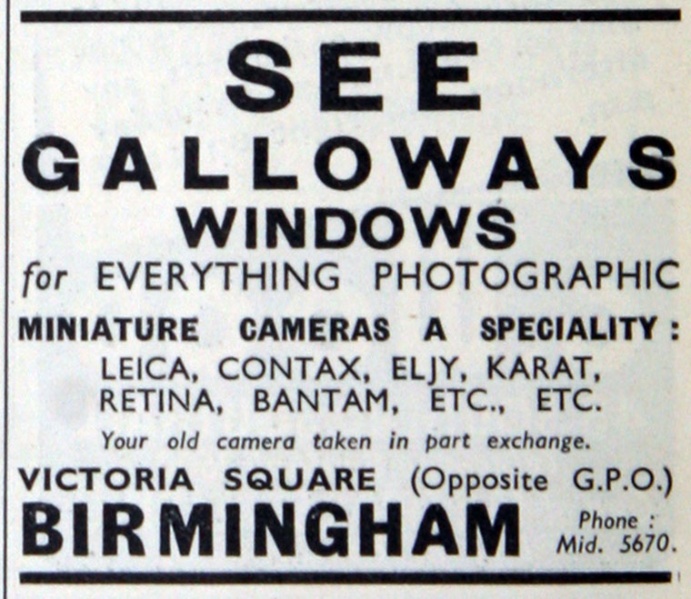 SEE
GALLOWAYS
WINDOWS
for EVERYTHING PHOTOGRAPHIC
MINIATURE CAMERAS A SPECIALITY :
LEICA, CONTAX, ELJY, KARAT,
RETINA, BANTAM, ETC., ETC.
Your old camera taken in part exchange.
VICTORIA SQUARE (Opposite G.P.O.)
BIRMINGHAM
Phone :
Mid. 5670.